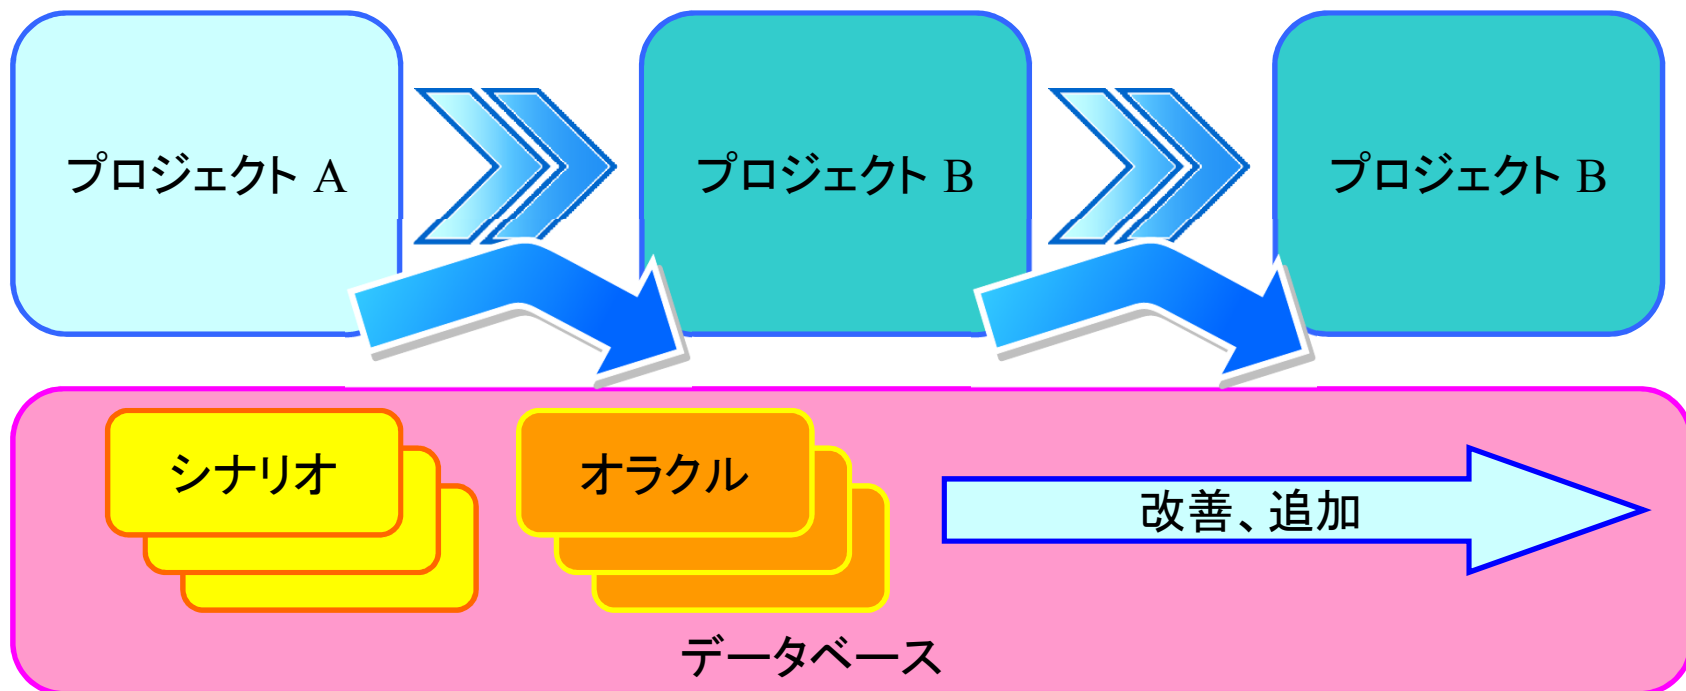 プロジェクト A
プロジェクト B
プロジェクト B
シナリオ
オラクル
改善、追加
データベース